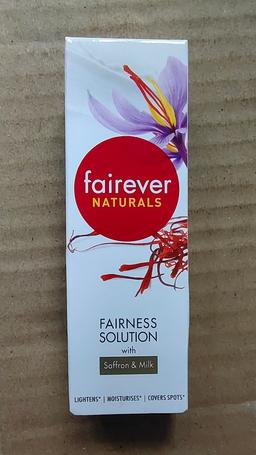 fairever
NATURALS
FAIRNESS
SOLUTION
with
Saffron & Milk
LIGHTENS* | MOISTURISES* | COVERS SPOTS*